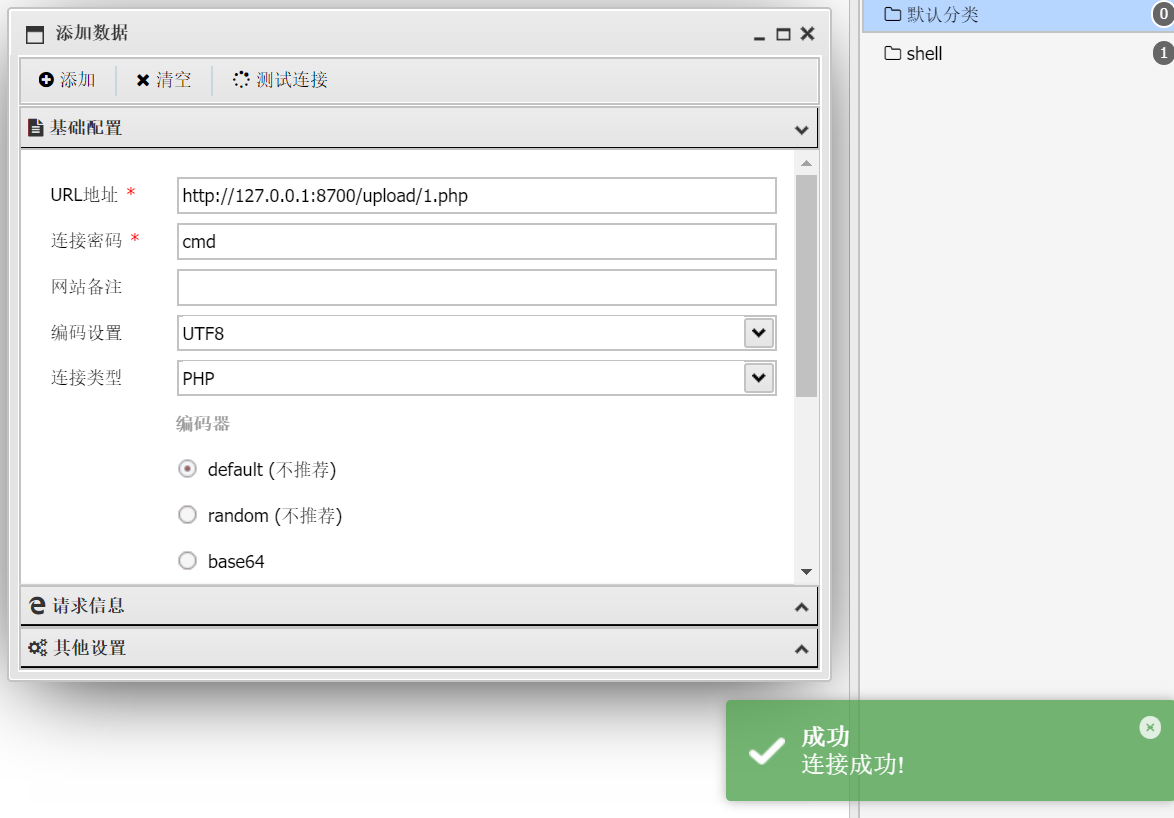 添加数据
添加 清空 测试连接
基础配置
URL地址 * http://127.0.0.1:8700/upload/1.php
连接密码 * cmd
网站备注
编码设置 UTF8
连接类型 PHP
编码器
default (不推荐)
random (不推荐)
base64
请求信息
其他设置
默认分类 0
shell 1
成功
连接成功!